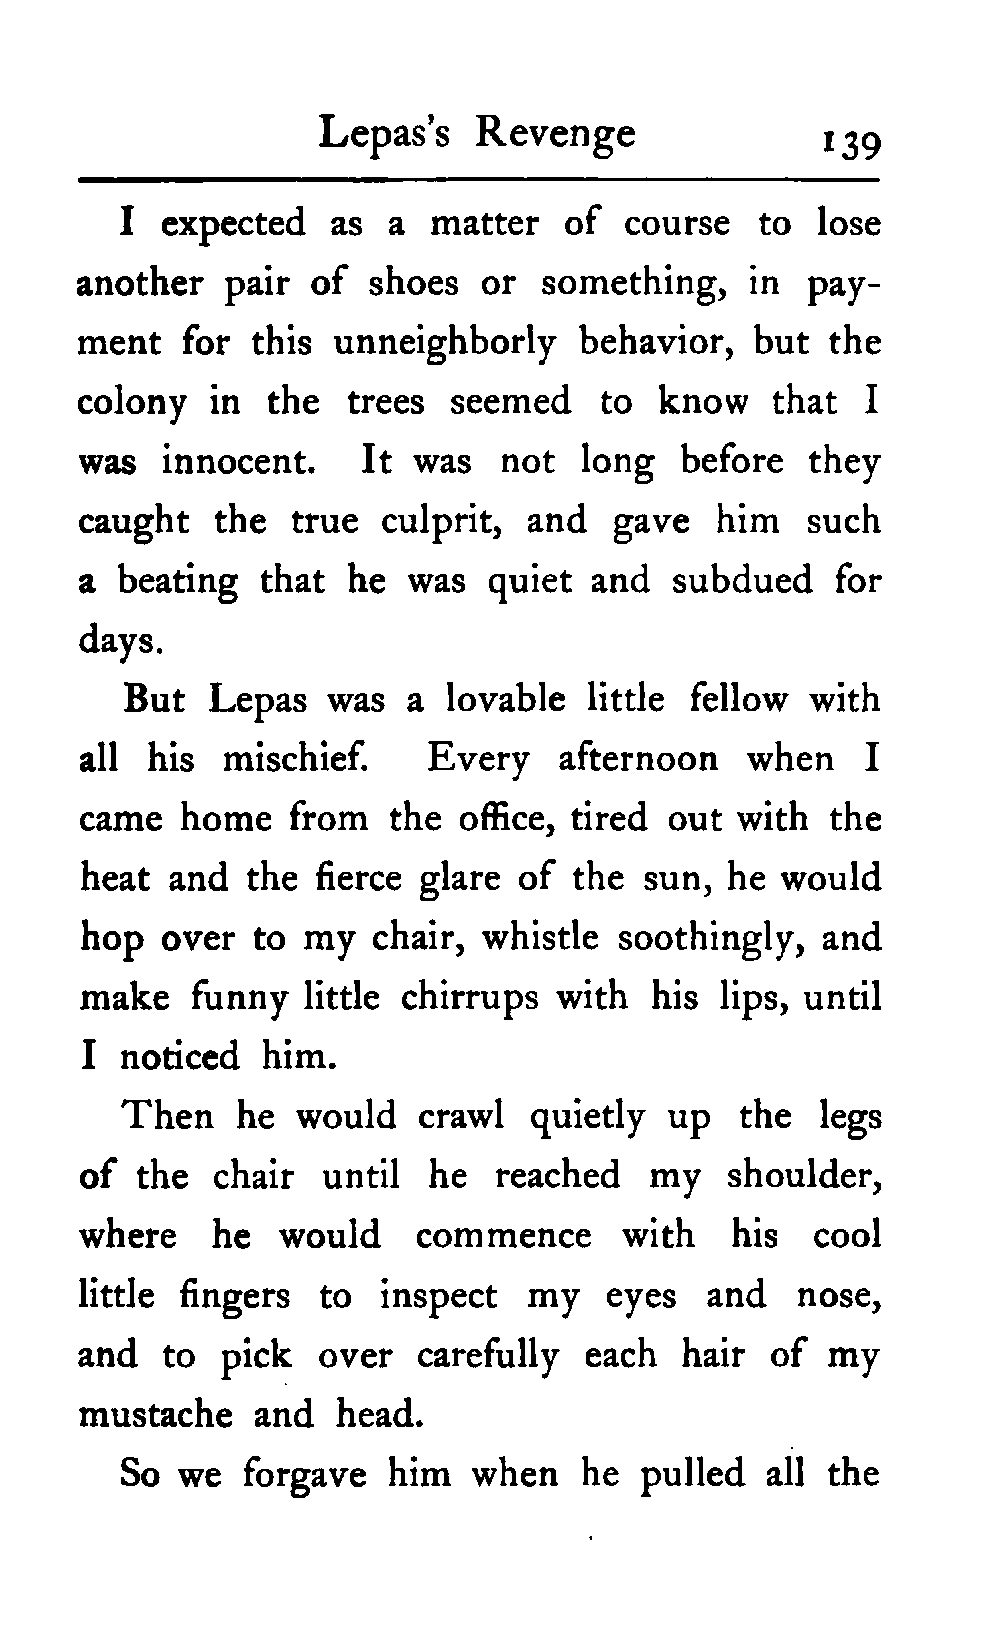 Lepas's Revenge 139
I expected as a matter of course to lose
another pair of shoes or something, in pay-
ment for this unneighborly behavior, but the
colony in the trees seemed to know that I
was innocent. It was not long before they
caught the true culprit, and gave him such
a beating that he was quiet and subdued for
days.
But Lepas was a lovable little fellow with
all his mischief. Every afternoon when I
came home from the office, tired out with the
heat and the fierce glare of the sun, he would
hop over to my chair, whistle soothingly, and
make funny little chirrups with his lips, until
I noticed him.
Then he would crawl quietly up the legs
of the chair until he reached my shoulder,
where he would commence with his cool
little fingers to inspect my eyes and nose,
and to pick over carefully each hair of my
mustache and head.
So we forgave him when he pulled all the